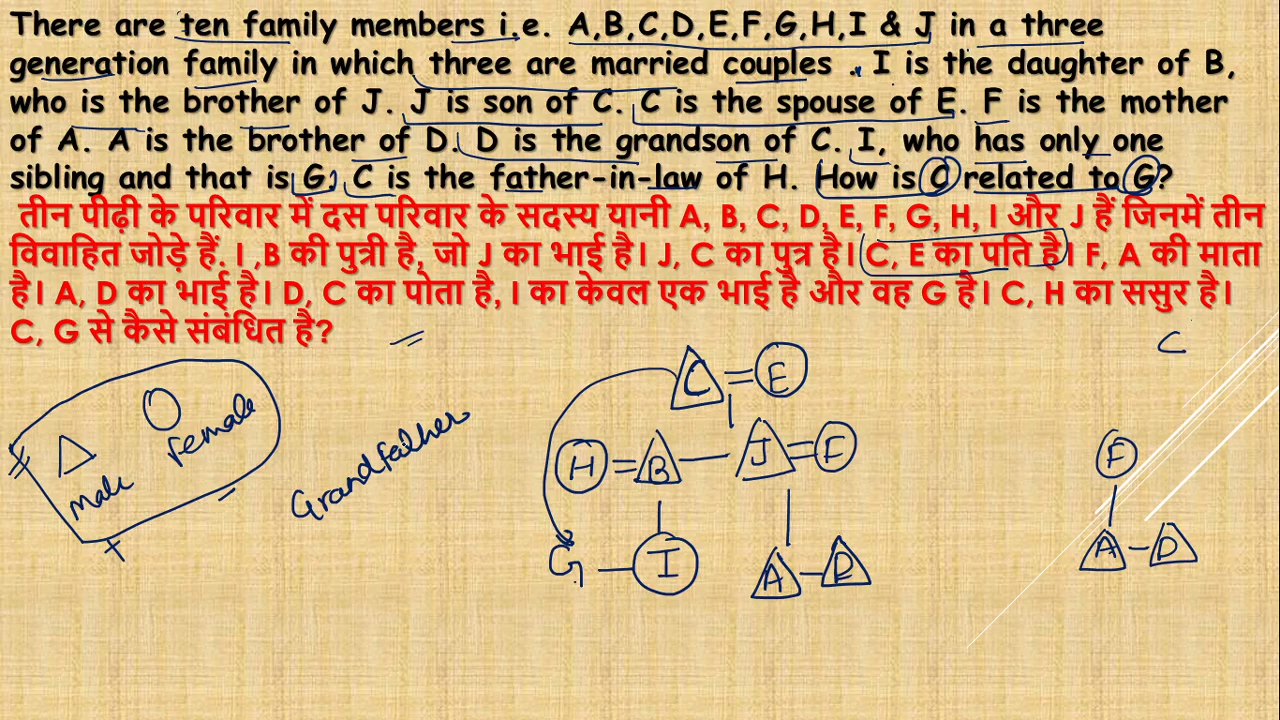 There are ten family members i.e. A,B,C,D,E,F,G,H,I & J in a three
generation family in which three are married couples . I is the daughter of B,
who is the brother of J. J is son of C. C is the spouse of E. F is the mother
of A. A is the brother of D. D is the grandson of C. I, who has only one
sibling and that is G. C is the father-in-law of H. How is C related to G?
तीन पीढ़ी के परिवार में दस परिवार के सदस्य यानी A, B, C, D, E, F, G, H, I और J हैं जिनमें तीन
विवाहित जोड़े हैं. I ,B की पुत्री है, जो J का भाई है। J, C का पुत्र है। C, E का पति है। F, A की माता
है। A, D का भाई है। D, C का पोता है, I का केवल एक भाई है और वह G है। C, H का ससुर है।
C, G से कैसे संबंधित है?
C
C = E
male
female
Grandfather
H = B — J = F
F
G — I
A — D
A — D